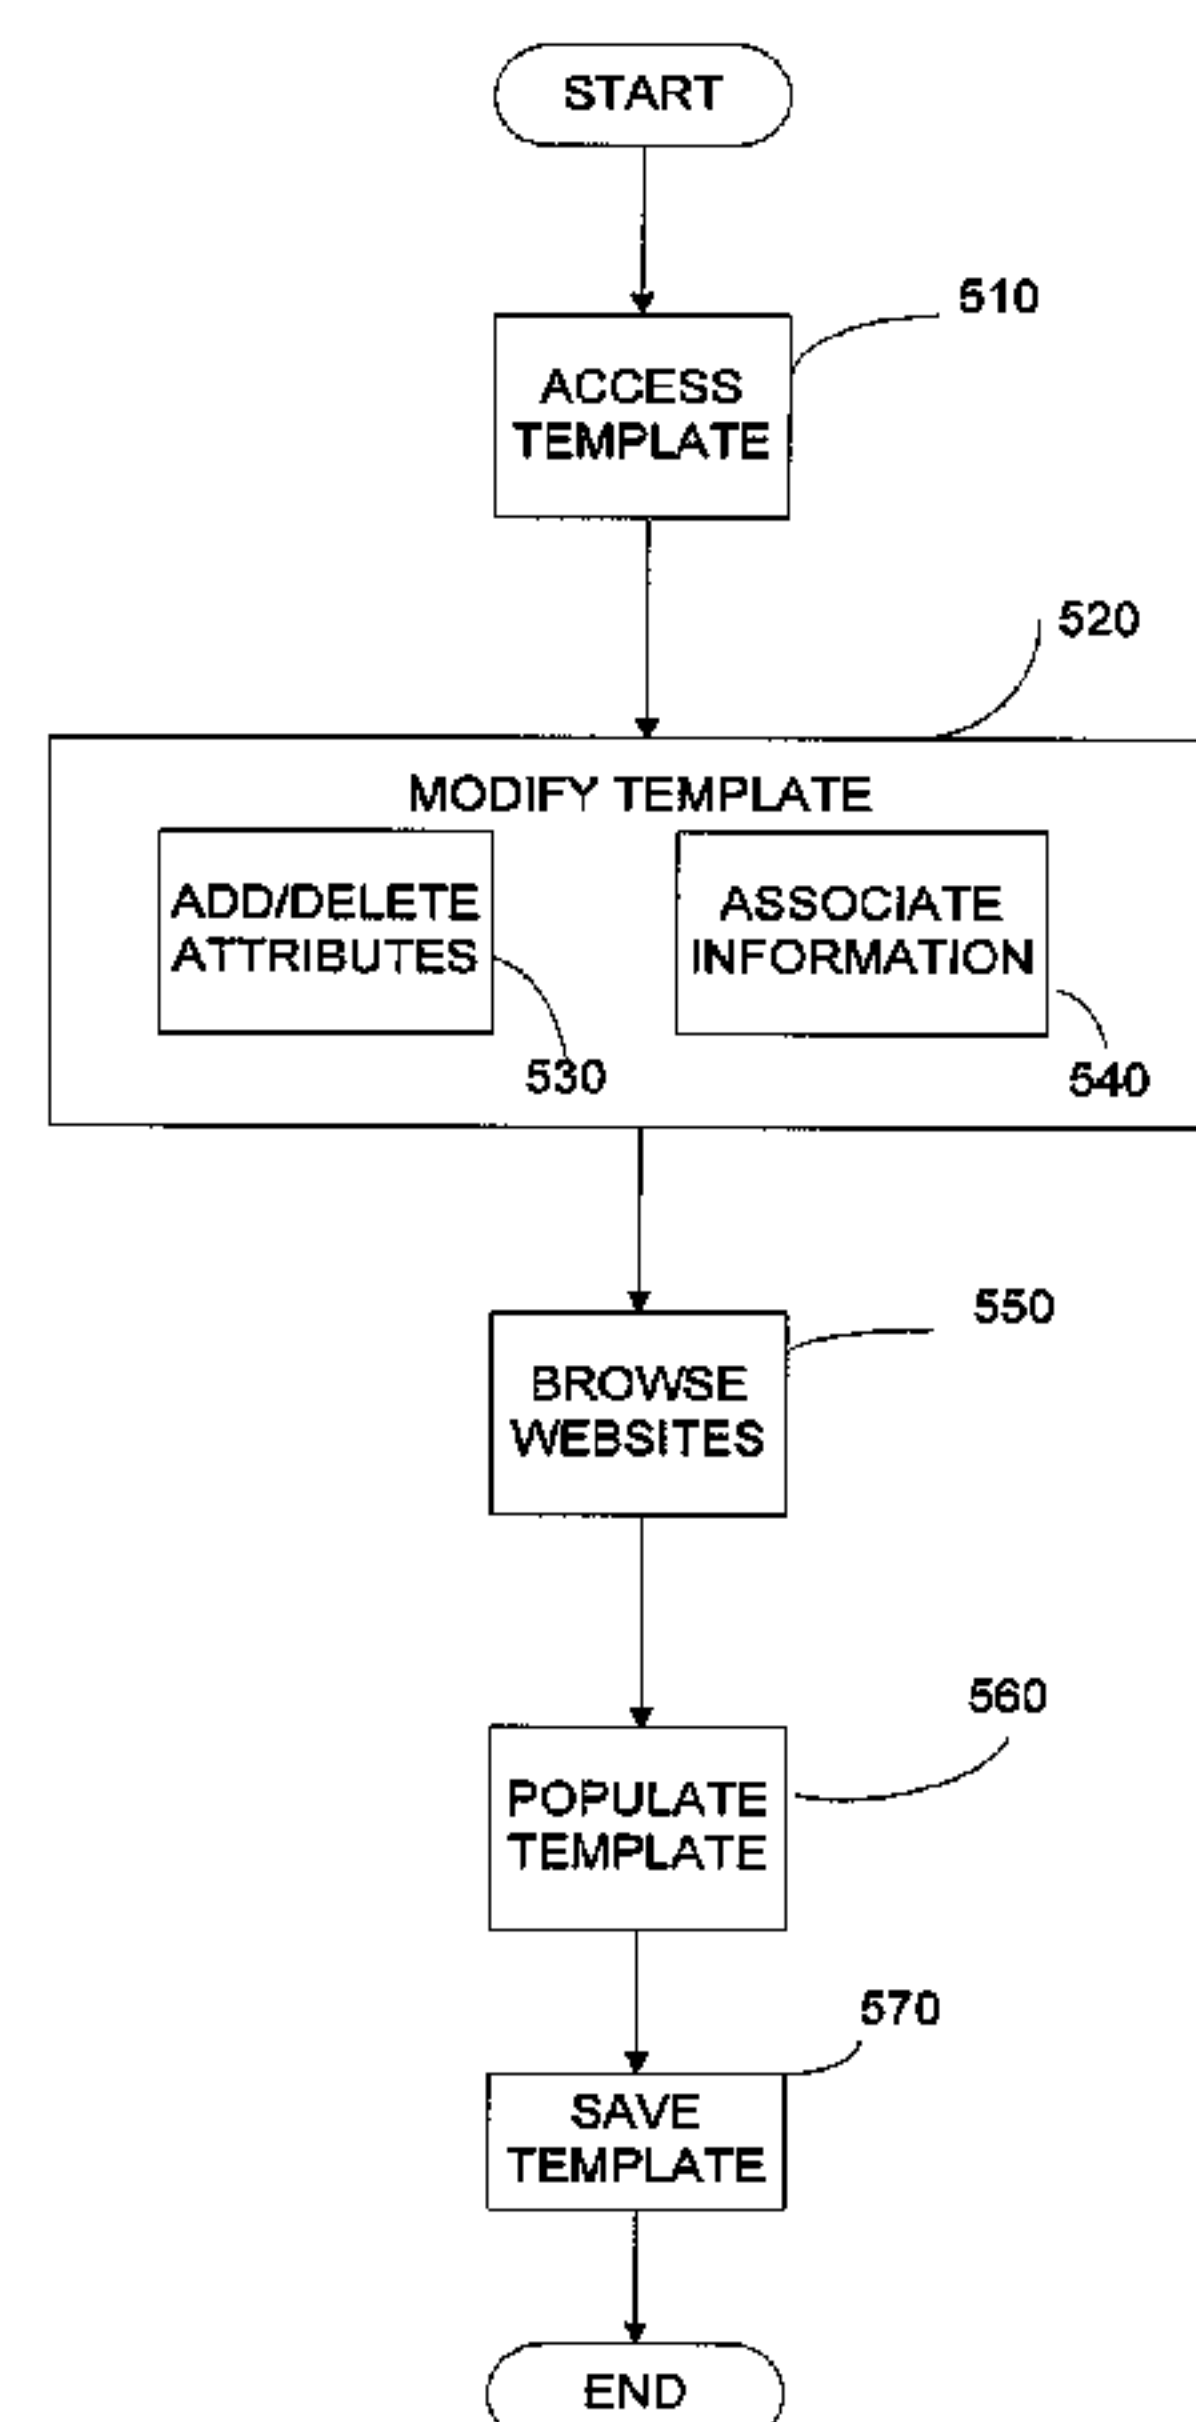 START
510
ACCESS
TEMPLATE
520
MODIFY TEMPLATE
ADD/DELETE
ATTRIBUTES
530
ASSOCIATE
INFORMATION
540
550
BROWSE
WEBSITES
560
POPULATE
TEMPLATE
570
SAVE
TEMPLATE
END